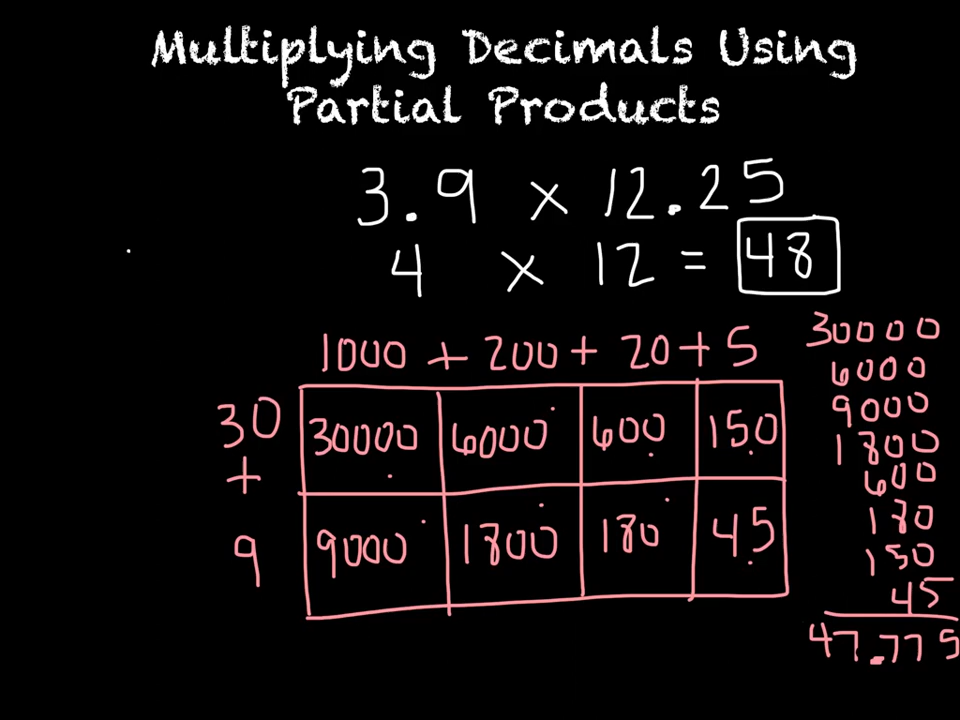 Multiplying Decimals Using
Partial Products
3.9 x 12.25
4 x 12 = 48
1000 + 200 + 20 + 5
30 30000 6000 600 150
+
9 9000 1800 180 45
30000
6000
9000
1800
600
180
150
45
47.775